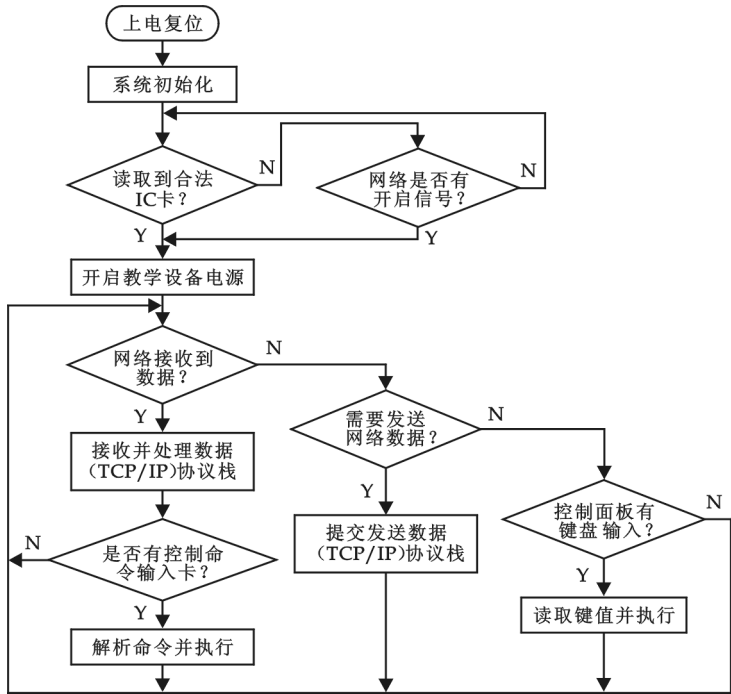 上电复位
系统初始化
读取到合法
IC卡？
N
网络是否有
开启信号？
N
Y
Y
开启教学设备电源
网络接收到
数据？
N
Y
需要发送
网络数据？
N
接收并处理数据
（TCP/IP)协议栈
Y
控制面板有
键盘输入？
N
提交发送数据
（TCP/IP)协议栈
是否有控制命
令输入卡？
N
Y
Y
读取键值并执行
解析命令并执行